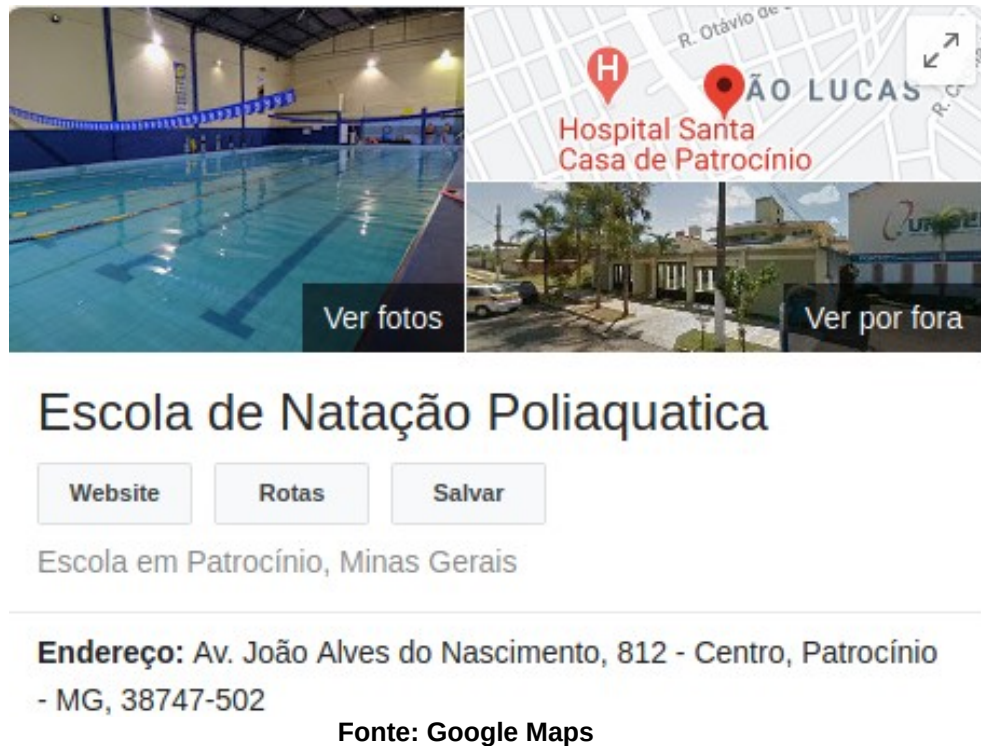 R. Otávio de
ÃO LUCAS
Hospital Santa
Casa de Patrocínio
H
Ver fotos
Ver por fora
Escola de Natação Poliaquatica
Website Rotas Salvar
Escola em Patrocínio, Minas Gerais
Endereço: Av. João Alves do Nascimento, 812 - Centro, Patrocínio
- MG, 38747-502
Fonte: Google Maps